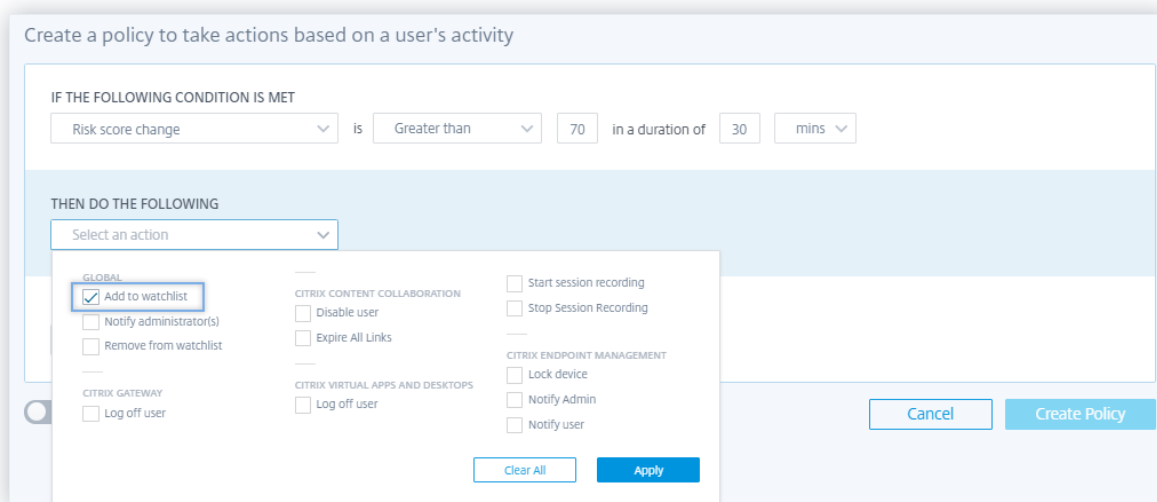 Create a policy to take actions based on a user's activity
IF THE FOLLOWING CONDITION IS MET
Risk score change is Greater than 70 in a duration of 30 mins
THEN DO THE FOLLOWING
Select an action
GLOBAL
Add to watchlist
Notify administrator(s)
Remove from watchlist
CITRIX GATEWAY
Log off user
CITRIX CONTENT COLLABORATION
Disable user
Expire All Links
CITRIX VIRTUAL APPS AND DESKTOPS
Log off user
Start session recording
Stop Session Recording
CITRIX ENDPOINT MANAGEMENT
Lock device
Notify Admin
Notify user
Clear All Apply
Cancel Create Policy